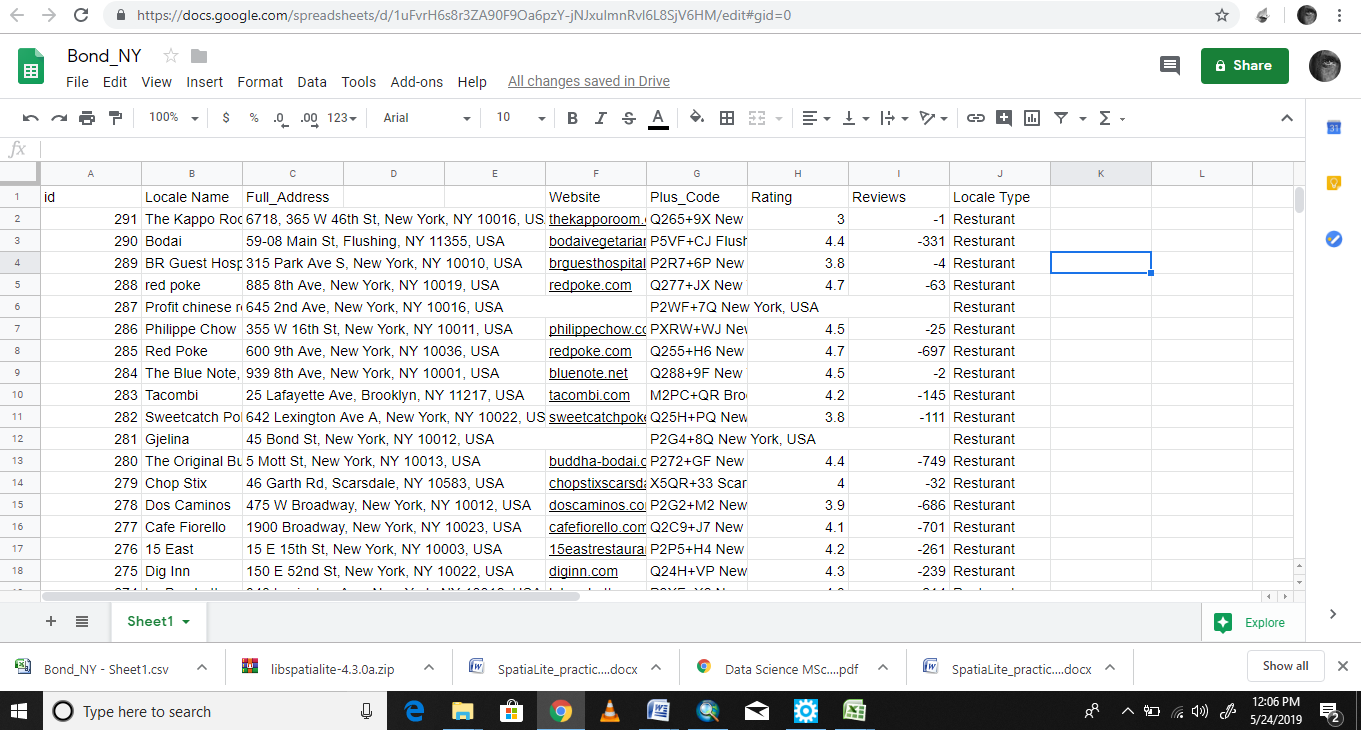 https://docs.google.com/spreadsheets/d/1uFvrH6s8r3ZA90F9Oa6pzY-jNJxulmnRvl6L8SjV6HM/edit#gid=0
Bond_NY
File Edit View Insert Format Data Tools Add-ons Help All changes saved in Drive
Share
100% $ % .0 .00 123 Arial 10 B I S A
fx
A B C D E F G H I J K L
1 id Locale Name Full_Address Website Plus_Code Rating Reviews Locale Type
2 291 The Kappo Roo 6718, 365 W 46th St, New York, NY 10016, US thekapporoom. Q265+9X New 3 -1 Resturant
3 290 Bodai 59-08 Main St, Flushing, NY 11355, USA bodaivegetarian P5VF+CJ Flush 4.4 -331 Resturant
4 289 BR Guest Hosp 315 Park Ave S, New York, NY 10010, USA brguesthospital P2R7+6P New 3.8 -4 Resturant
5 288 red poke 885 8th Ave, New York, NY 10019, USA redpoke.com Q277+JX New 4.7 -63 Resturant
6 287 Profit chinese r 645 2nd Ave, New York, NY 10016, USA P2WF+7Q New York, USA Resturant
7 286 Philippe Chow 355 W 16th St, New York, NY 10011, USA philippechow.co PXRW+WJ New 4.5 -25 Resturant
8 285 Red Poke 600 9th Ave, New York, NY 10036, USA redpoke.com Q255+H6 New 4.7 -697 Resturant
9 284 The Blue Note, 939 8th Ave, New York, NY 10001, USA bluenote.net Q288+9F New 4.5 -2 Resturant
10 283 Tacombi 25 Lafayette Ave, Brooklyn, NY 11217, USA tacombi.com M2PC+QR Bro 4.2 -145 Resturant
11 282 Sweetcatch Po 642 Lexington Ave A, New York, NY 10022, US sweetcatchpoke Q25H+PQ New 3.8 -111 Resturant
12 281 Gjelina 45 Bond St, New York, NY 10012, USA P2G4+8Q New York, USA Resturant
13 280 The Original Bu 5 Mott St, New York, NY 10013, USA buddha-bodai.c P272+GF New 4.4 -749 Resturant
14 279 Chop Stix 46 Garth Rd, Scarsdale, NY 10583, USA chopstixscarsda X5QR+33 Scar 4 -32 Resturant
15 278 Dos Caminos 475 W Broadway, New York, NY 10012, USA doscaminos.co P2G2+M2 New 3.9 -686 Resturant
16 277 Cafe Fiorello 1900 Broadway, New York, NY 10023, USA cafefiorello.com Q2C9+J7 New 4.1 -701 Resturant
17 276 15 East 15 E 15th St, New York, NY 10003, USA 15eastrestaura P2P5+H4 New 4.2 -261 Resturant
18 275 Dig Inn 150 E 52nd St, New York, NY 10022, USA diginn.com Q24H+VP New 4.3 -239 Resturant
Sheet1
Explore
Bond_NY - Sheet1.csv libspatialite-4.3.0a.zip SpatiaLite_practic....docx Data Science MSc....pdf SpatiaLite_practic....docx Show all
Type here to search
12:06 PM
5/24/2019
2